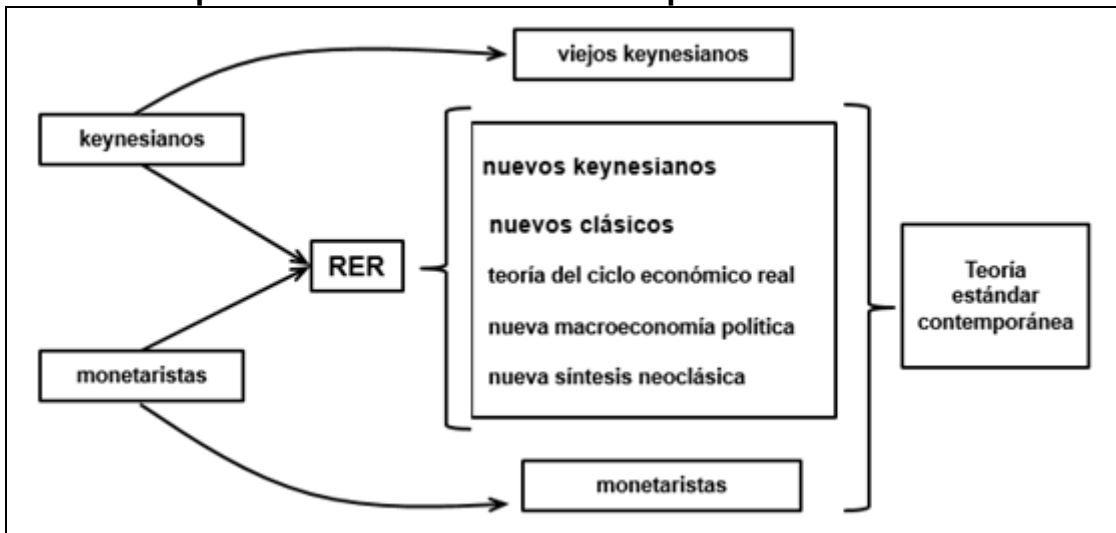 viejos keynesianos
keynesianos
nuevos keynesianos
nuevos clásicos
RER
teoría del ciclo económico real
nueva macroeconomía política
nueva síntesis neoclásica
Teoría
estándar
contemporánea
monetaristas
monetaristas